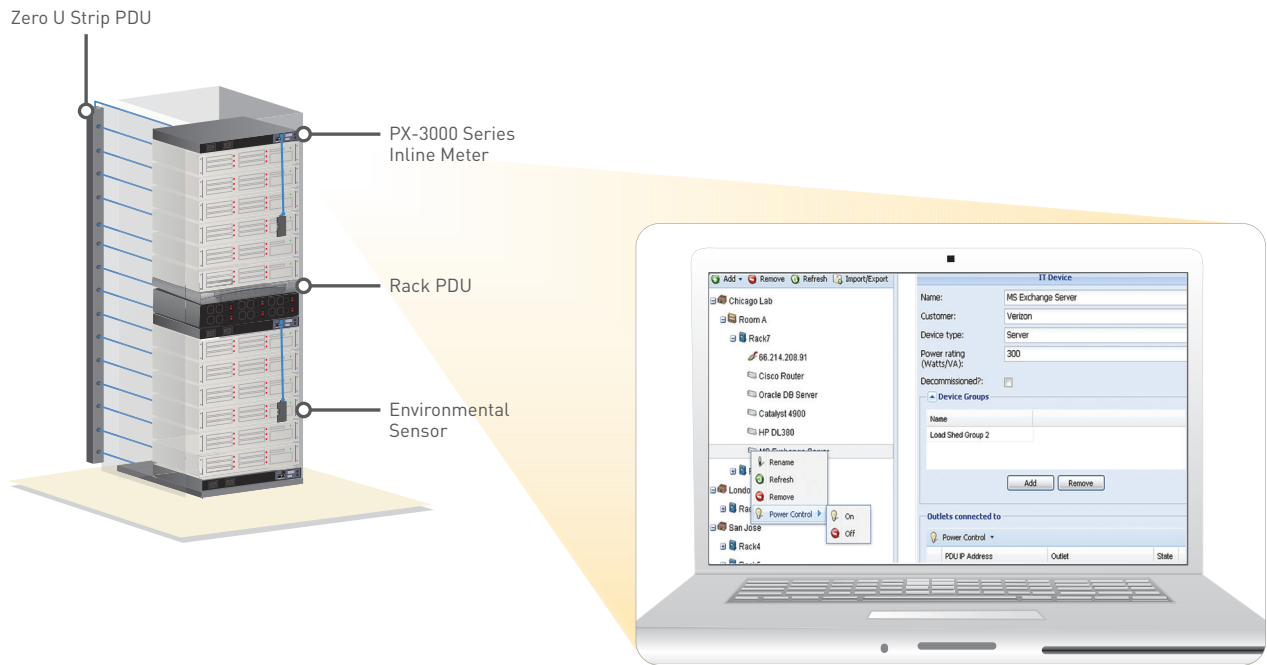 Zero U Strip PDU
PX-3000 Series
Inline Meter
Rack PDU
Environmental
Sensor
Add Remove Refresh Import/Export
Chicago Lab
Room A
Rack7
66.214.208.91
Cisco Router
Oracle DB Server
Catalyst 4900
HP DL380
MS Exchange Server
Rename
Refresh
Remove
Power Control
On
Off
San Jose
Rack4
IT Device
Name: MS Exchange Server
Customer: Verizon
Device type: Server
Power rating
(Watts/VA): 300
Decommissioned?:
Device Groups
Name
Load Shed Group 2
Add Remove
Outlets connected to
Power Control
PDU IP Address Outlet State